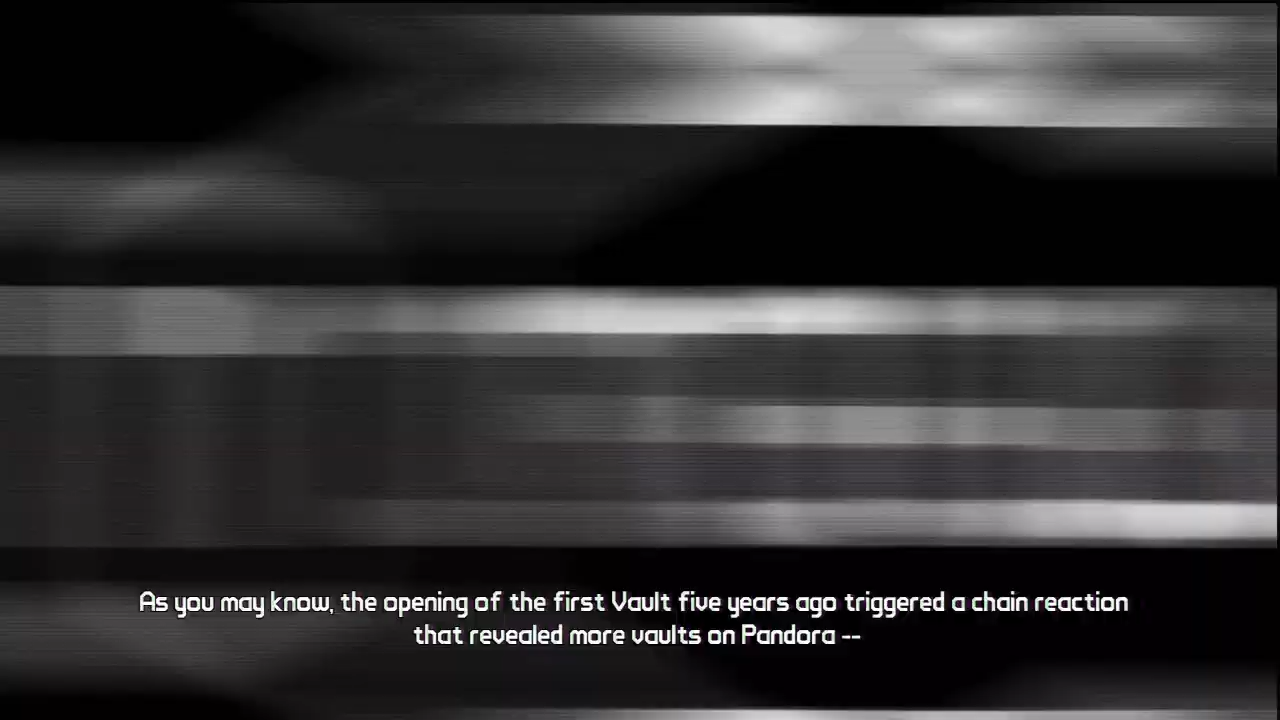 As you may know, the opening of the first Vault five years ago triggered a chain reaction
that revealed more vaults on Pandora --